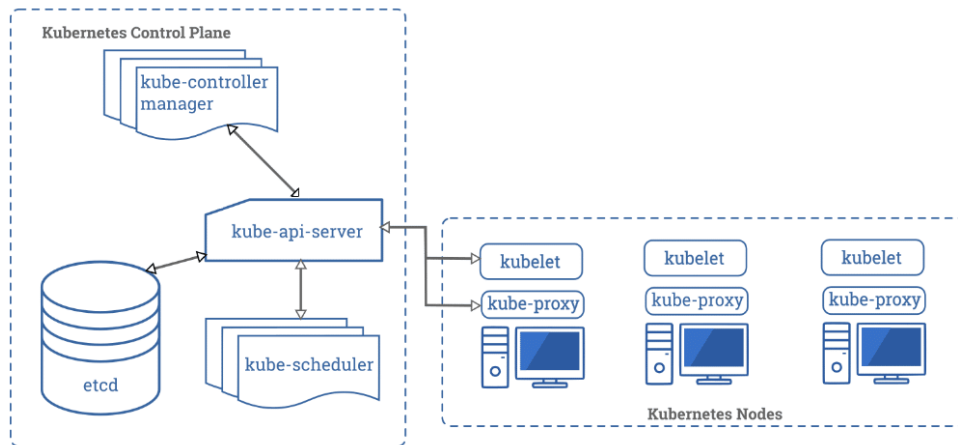 Kubernetes Control Plane
kube-controller
manager
kube-api-server
etcd
kube-scheduler
kubelet
kubelet
kubelet
kube-proxy
kube-proxy
kube-proxy
Kubernetes Nodes